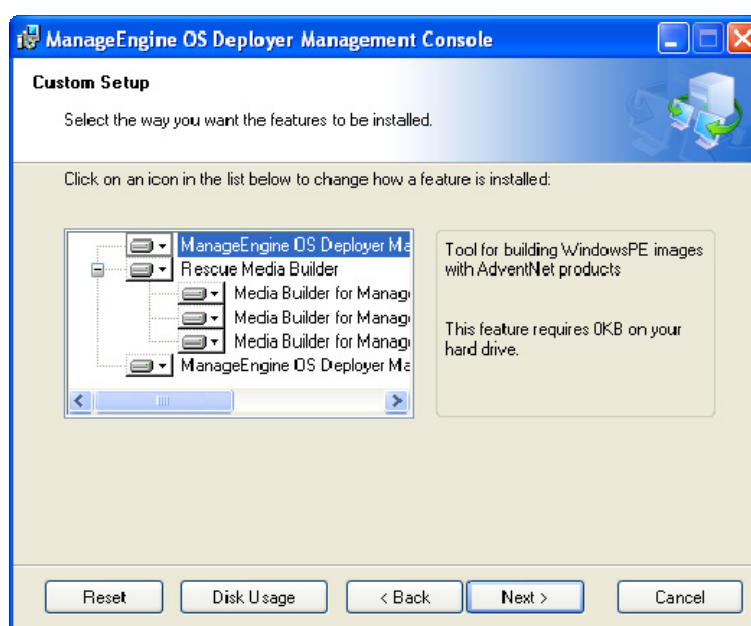 ManageEngine OS Deployer Management Console
Custom Setup
Select the way you want the features to be installed.
Click on an icon in the list below to change how a feature is installed:
ManageEngine OS Deployer Ma
Rescue Media Builder
Media Builder for Manag
Media Builder for Manag
Media Builder for Manag
ManageEngine OS Deployer Ma
Tool for building WindowsPE images
with AdventNet products
This feature requires 0KB on your
hard drive.
Reset
Disk Usage
< Back
Next >
Cancel